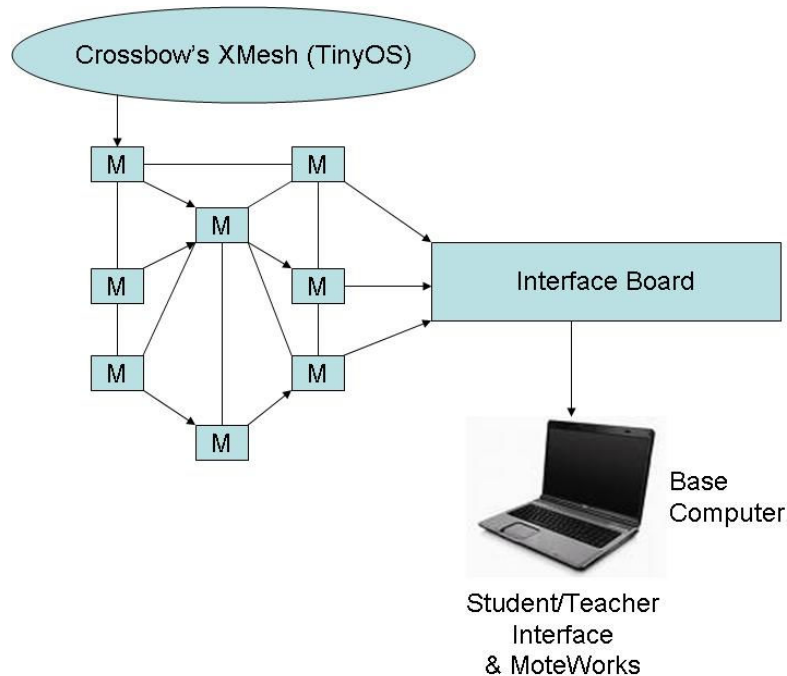 Crossbow's XMesh (TinyOS)
M
M
M
M
M
Interface Board
M
M
M
Base
Computer
Student/Teacher
Interface
& MoteWorks